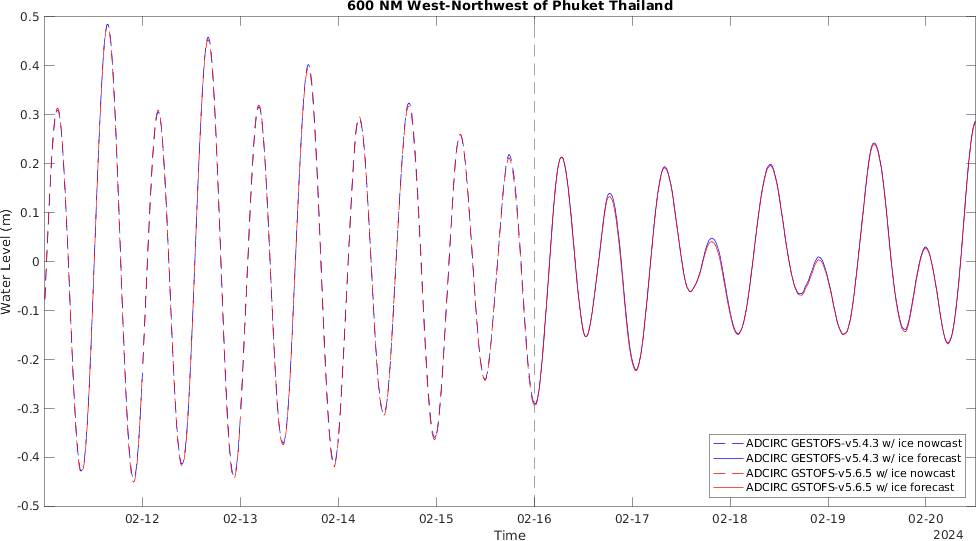 600 NM West-Northwest of Phuket Thailand
0.5
0.4
0.3
0.2
0.1
0
-0.1
-0.2
-0.3
-0.4
-0.5
Water Level (m)
ADCIRC GESTOFS-v5.4.3 w/ ice nowcast
ADCIRC GESTOFS-v5.4.3 w/ ice forecast
ADCIRC GSTOFS-v5.6.5 w/ ice nowcast
ADCIRC GSTOFS-v5.6.5 w/ ice forecast
02-12 02-13 02-14 02-15 02-16 02-17 02-18 02-19 02-20
Time
2024